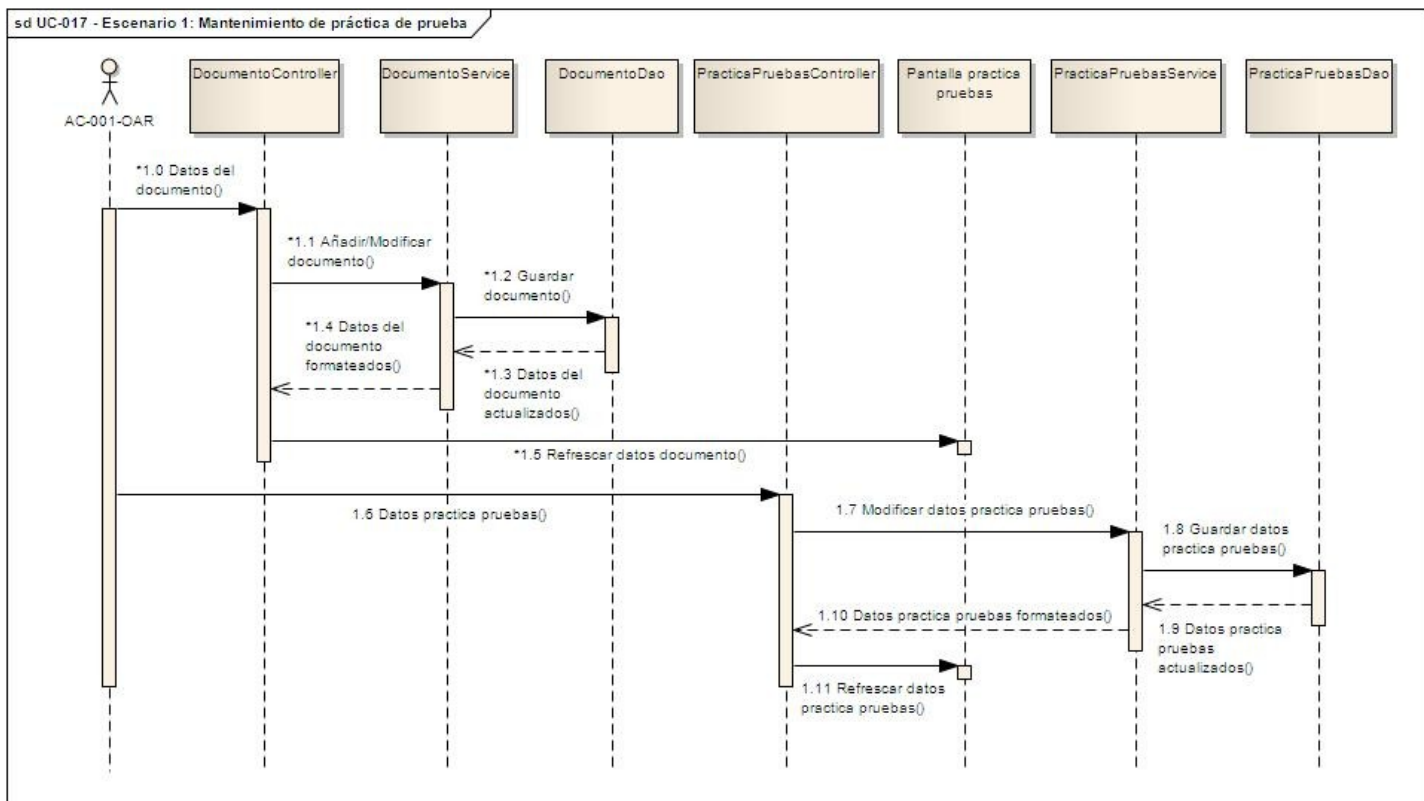 sd UC-017 - Escenario 1: Mantenimiento de práctica de prueba
AC-001-OAR
DocumentoController
DocumentoService
DocumentoDao
PracticaPruebasController
Pantalla practica
pruebas
PracticaPruebasService
PracticaPruebasDao
*1.0 Datos del
documento()
*1.1 Añadir/Modificar
documento()
*1.2 Guardar
documento()
*1.4 Datos del
documento
formateados()
*1.3 Datos del
documento
actualizados()
*1.5 Refrescar datos documento()
1.6 Datos practica pruebas()
1.7 Modificar datos practica pruebas()
1.8 Guardar datos
practica pruebas()
1.10 Datos practica pruebas formateados()
1.9 Datos practica
pruebas
actualizados()
1.11 Refrescar datos
practica pruebas()